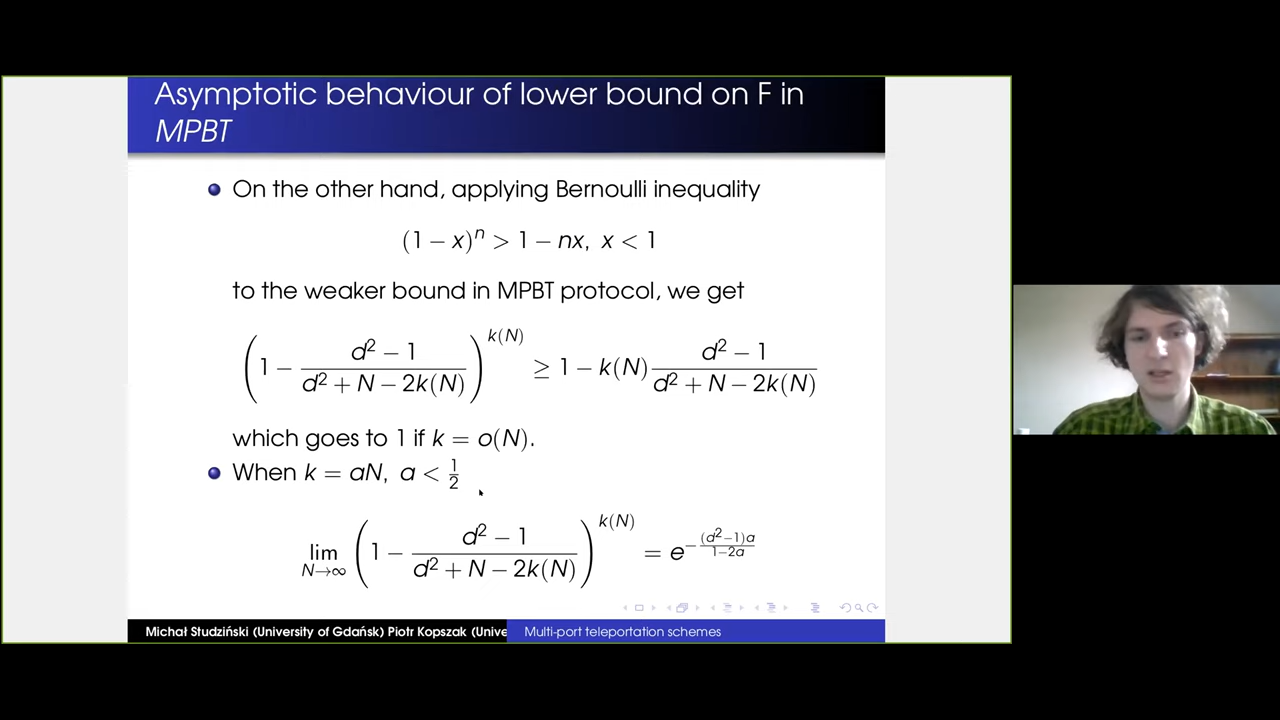 Asymptotic behaviour of lower bound on F in
MPBT
On the other hand, applying Bernoulli inequality
(1 − x)^n > 1 − nx, x < 1
to the weaker bound in MPBT protocol, we get
(1 − (d² − 1)/(d² + N − 2k(N)))^{k(N)} ≥ 1 − k(N) (d² − 1)/(d² + N − 2k(N))
which goes to 1 if k = o(N).
When k = aN, a < 1/2
lim_{N→∞} (1 − (d² − 1)/(d² + N − 2k(N)))^{k(N)} = e^{−((d²−1)a)/(1−2a)}
Michał Studziński (University of Gdańsk) Piotr Kopszak (Unive
Multi-port teleportation schemes